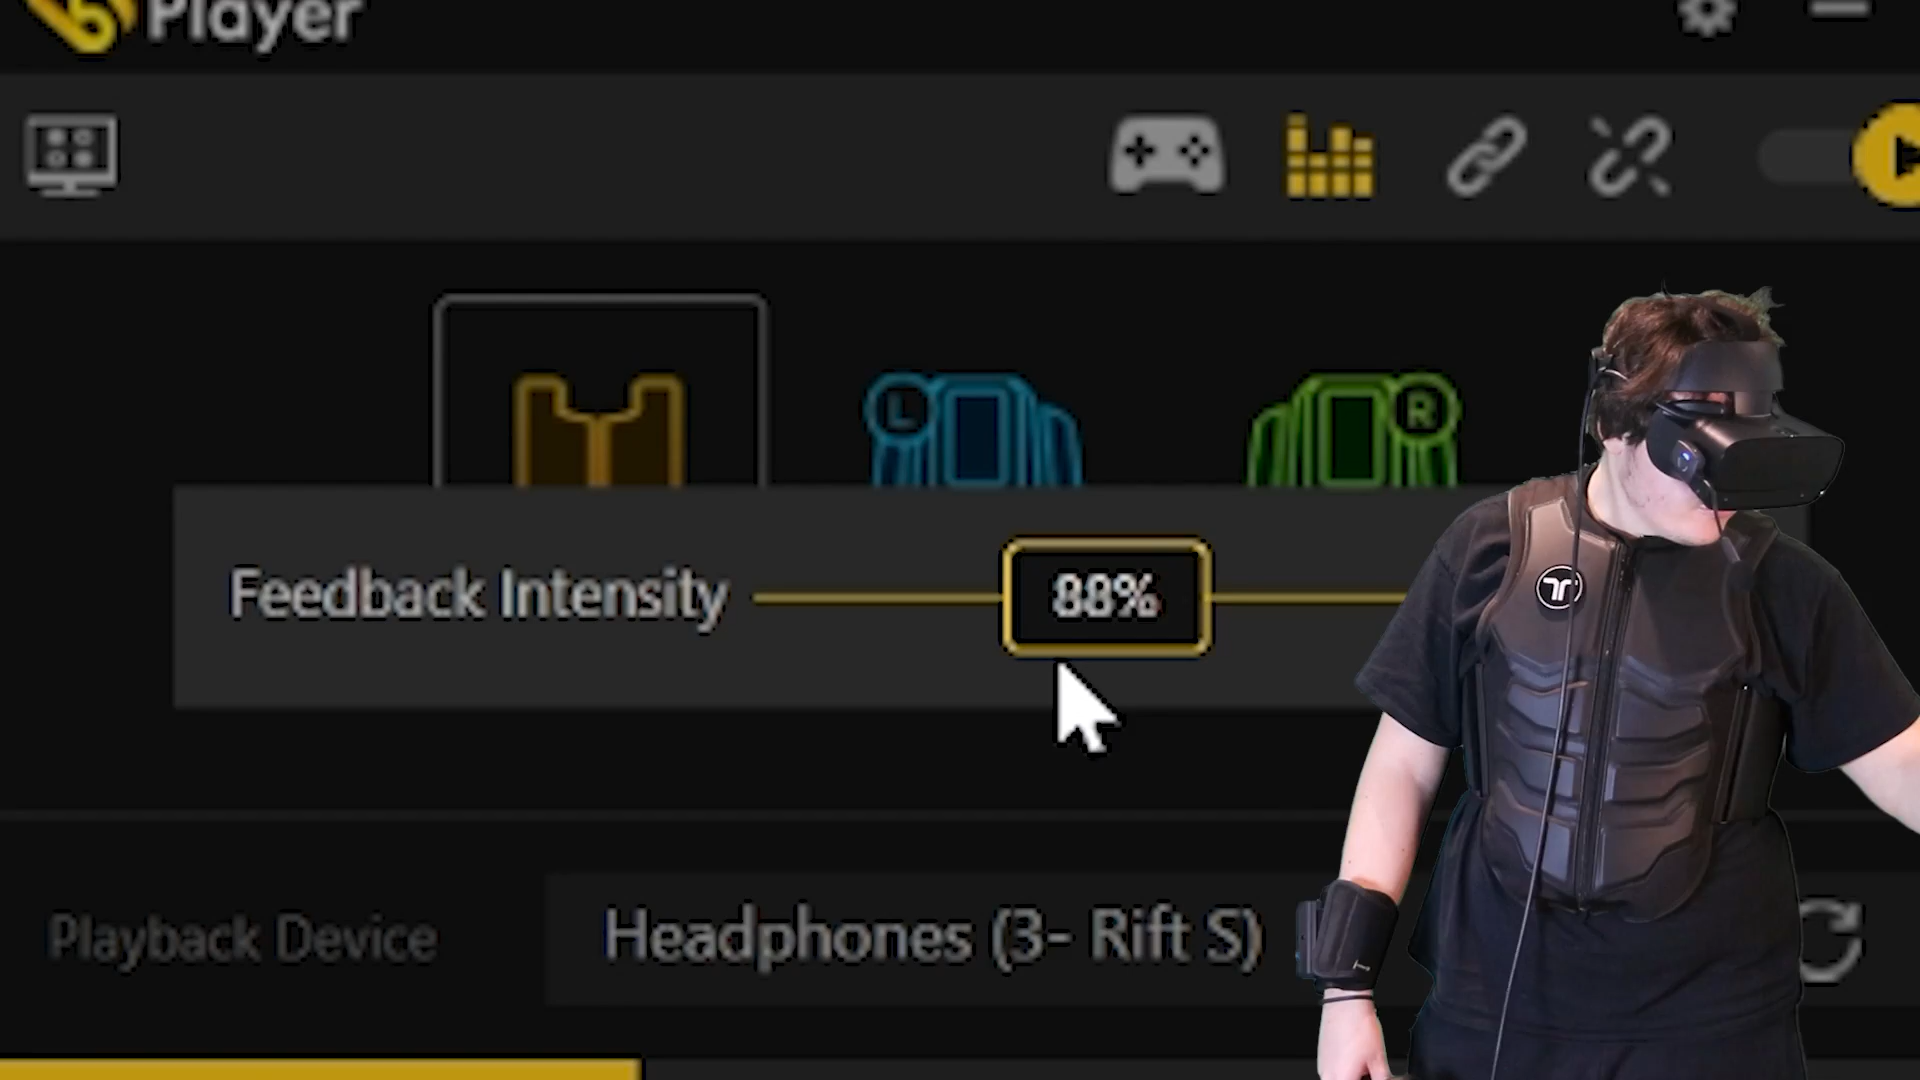 Player
L
R
Feedback Intensity
88%
Playback Device
Headphones (3- Rift S)